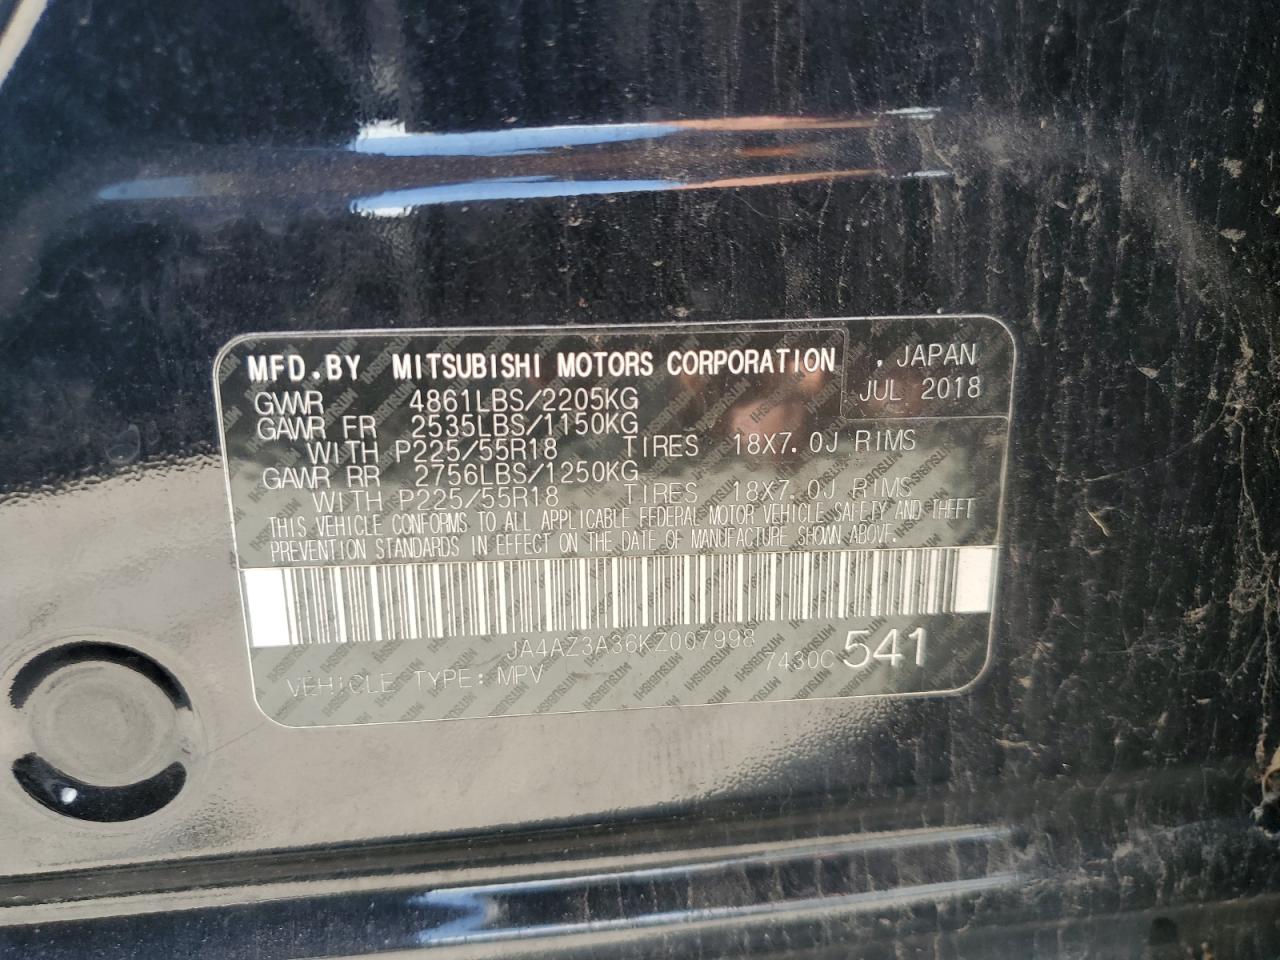 MFD.BY MITSUBISHI MOTORS CORPORATION , JAPAN
JUL 2018
GVWR 4861LBS/2205KG
GAWR FR 2535LBS/1150KG
WITH P225/55R18 TIRES 18X7.0J RIMS
GAWR RR 2756LBS/1250KG
WITH P225/55R18 TIRES 18X7.0J RIMS
THIS VEHICLE CONFORMS TO ALL APPLICABLE FEDERAL MOTOR VEHICLE SAFETY AND THEFT
PREVENTION STANDARDS IN EFFECT ON THE DATE OF MANUFACTURE SHOWN ABOVE.
JA4AZ3A36KZ007998
7430C 541
VEHICLE TYPE: MPV